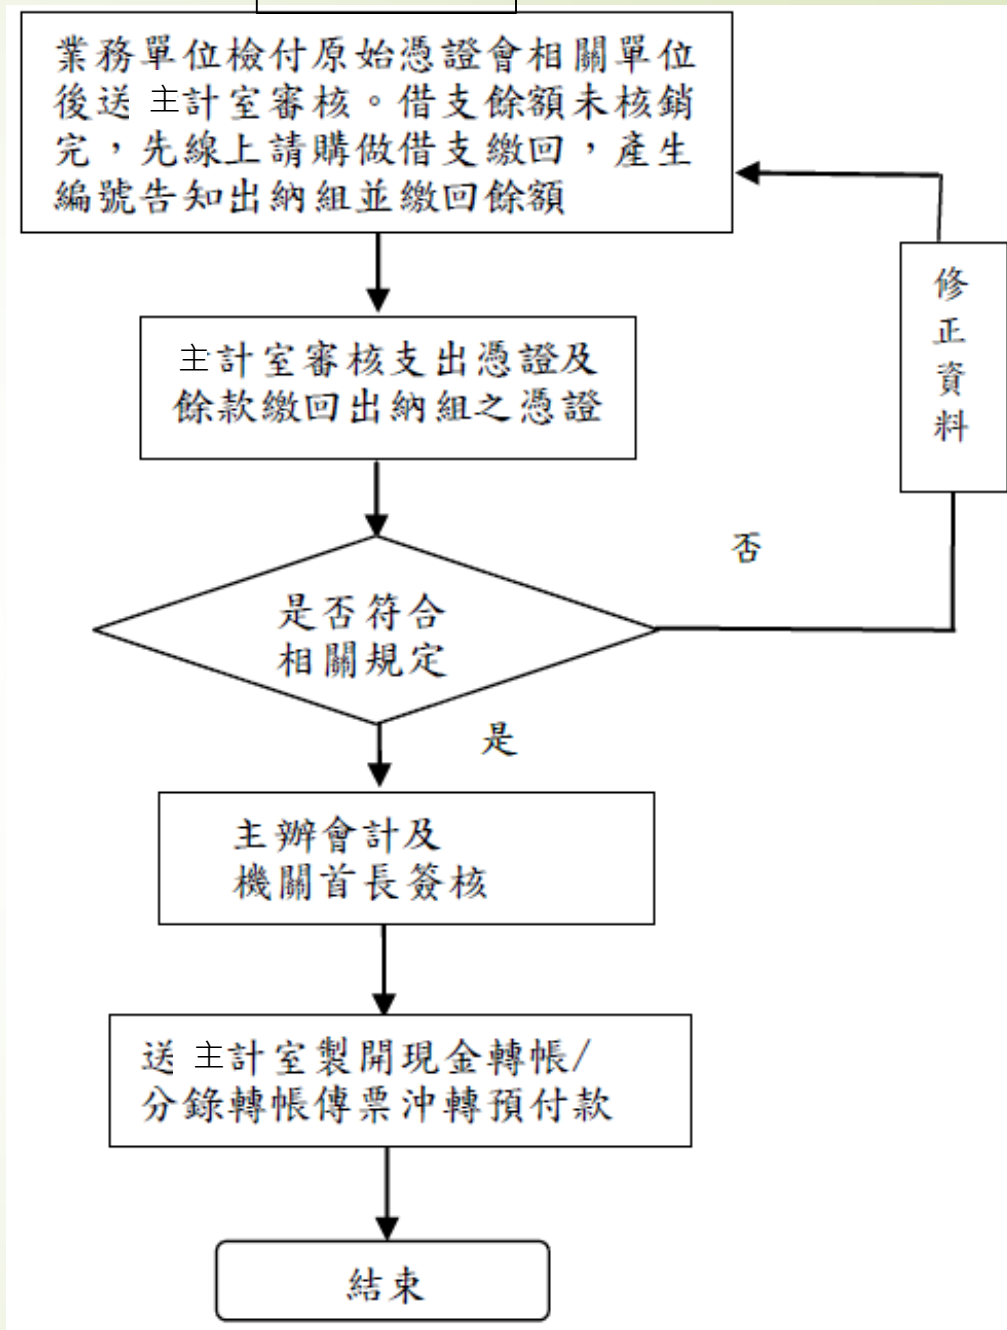 業務單位檢付原始憑證會相關單位
後送主計室審核。借支餘額未核銷
完，先線上請購做借支繳回，產生
編號告知出納組並繳回餘額
修
正
資
料
主計室審核支出憑證及
餘款繳回出納組之憑證
否
是否符合
相關規定
是
主辦會計及
機關首長簽核
送主計室製開現金轉帳/
分錄轉帳傳票沖轉預付款
結束